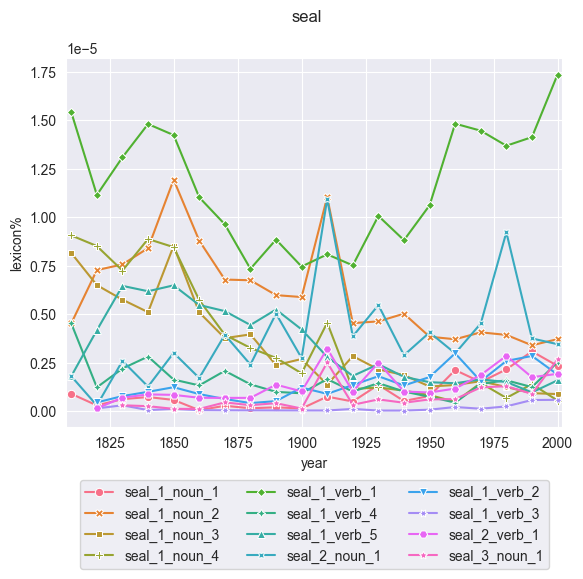 seal
1e−5
17.5
1.50
1.25
1.00
0.75
0.50
0.25
0.00
lexicon%
1825 1850 1875 1900 1925 1950 1975 2000
year
seal_1_noun_1 seal_1_verb_1 seal_1_verb_2
seal_1_noun_2 seal_1_verb_4 seal_1_verb_3
seal_1_noun_3 seal_1_verb_5 seal_2_verb_1
seal_1_noun_4 seal_2_noun_1 seal_3_noun_1